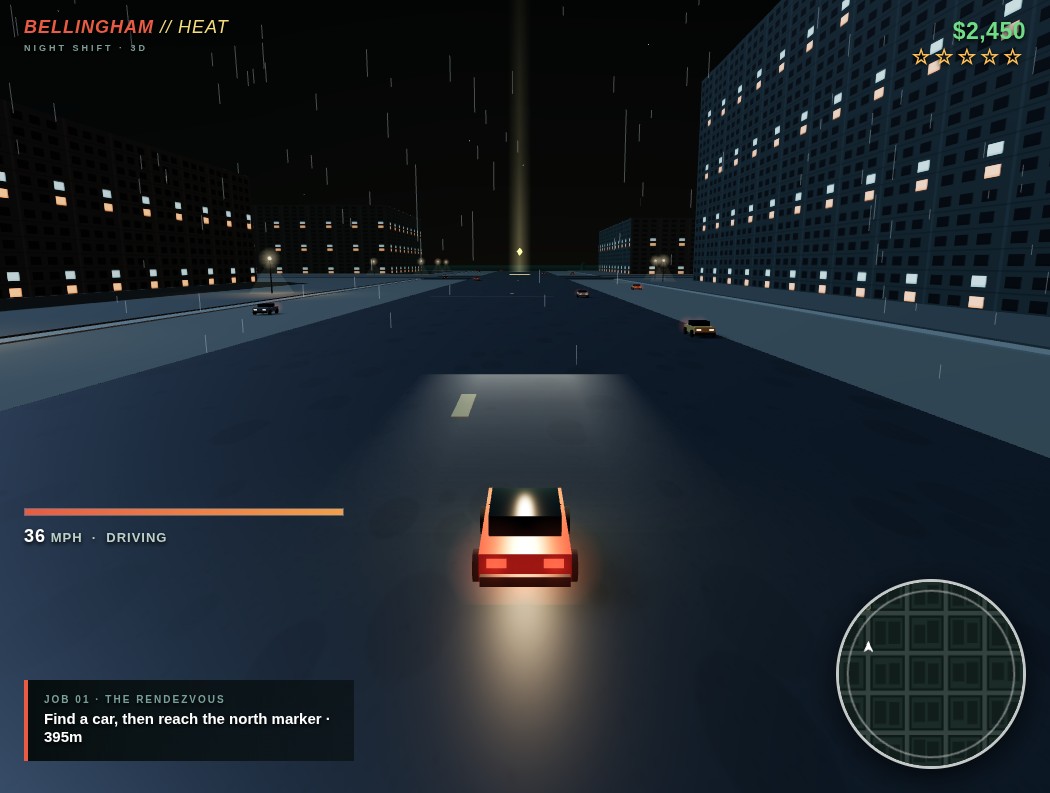 BELLINGHAM // HEAT
NIGHT SHIFT · 3D
$2,450
36 MPH · DRIVING
JOB 01 · THE RENDEZVOUS
Find a car, then reach the north marker ·
395m